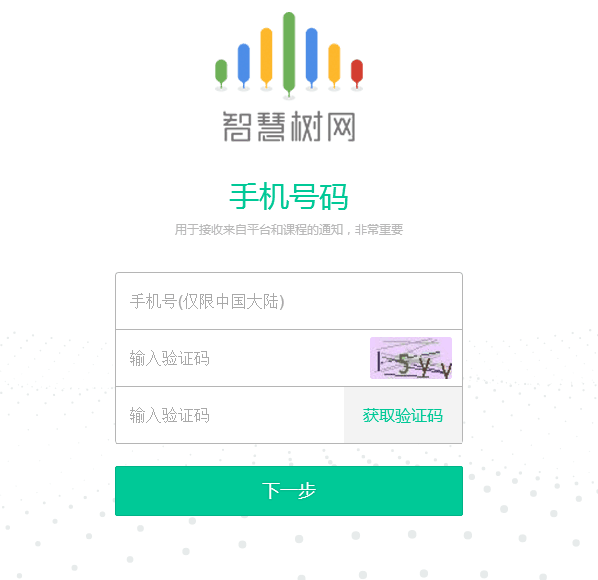 智慧树网
手机号码
用于接收来自平台和课程的通知，非常重要
手机号(仅限中国大陆)
输入验证码
输入验证码
获取验证码
下一步